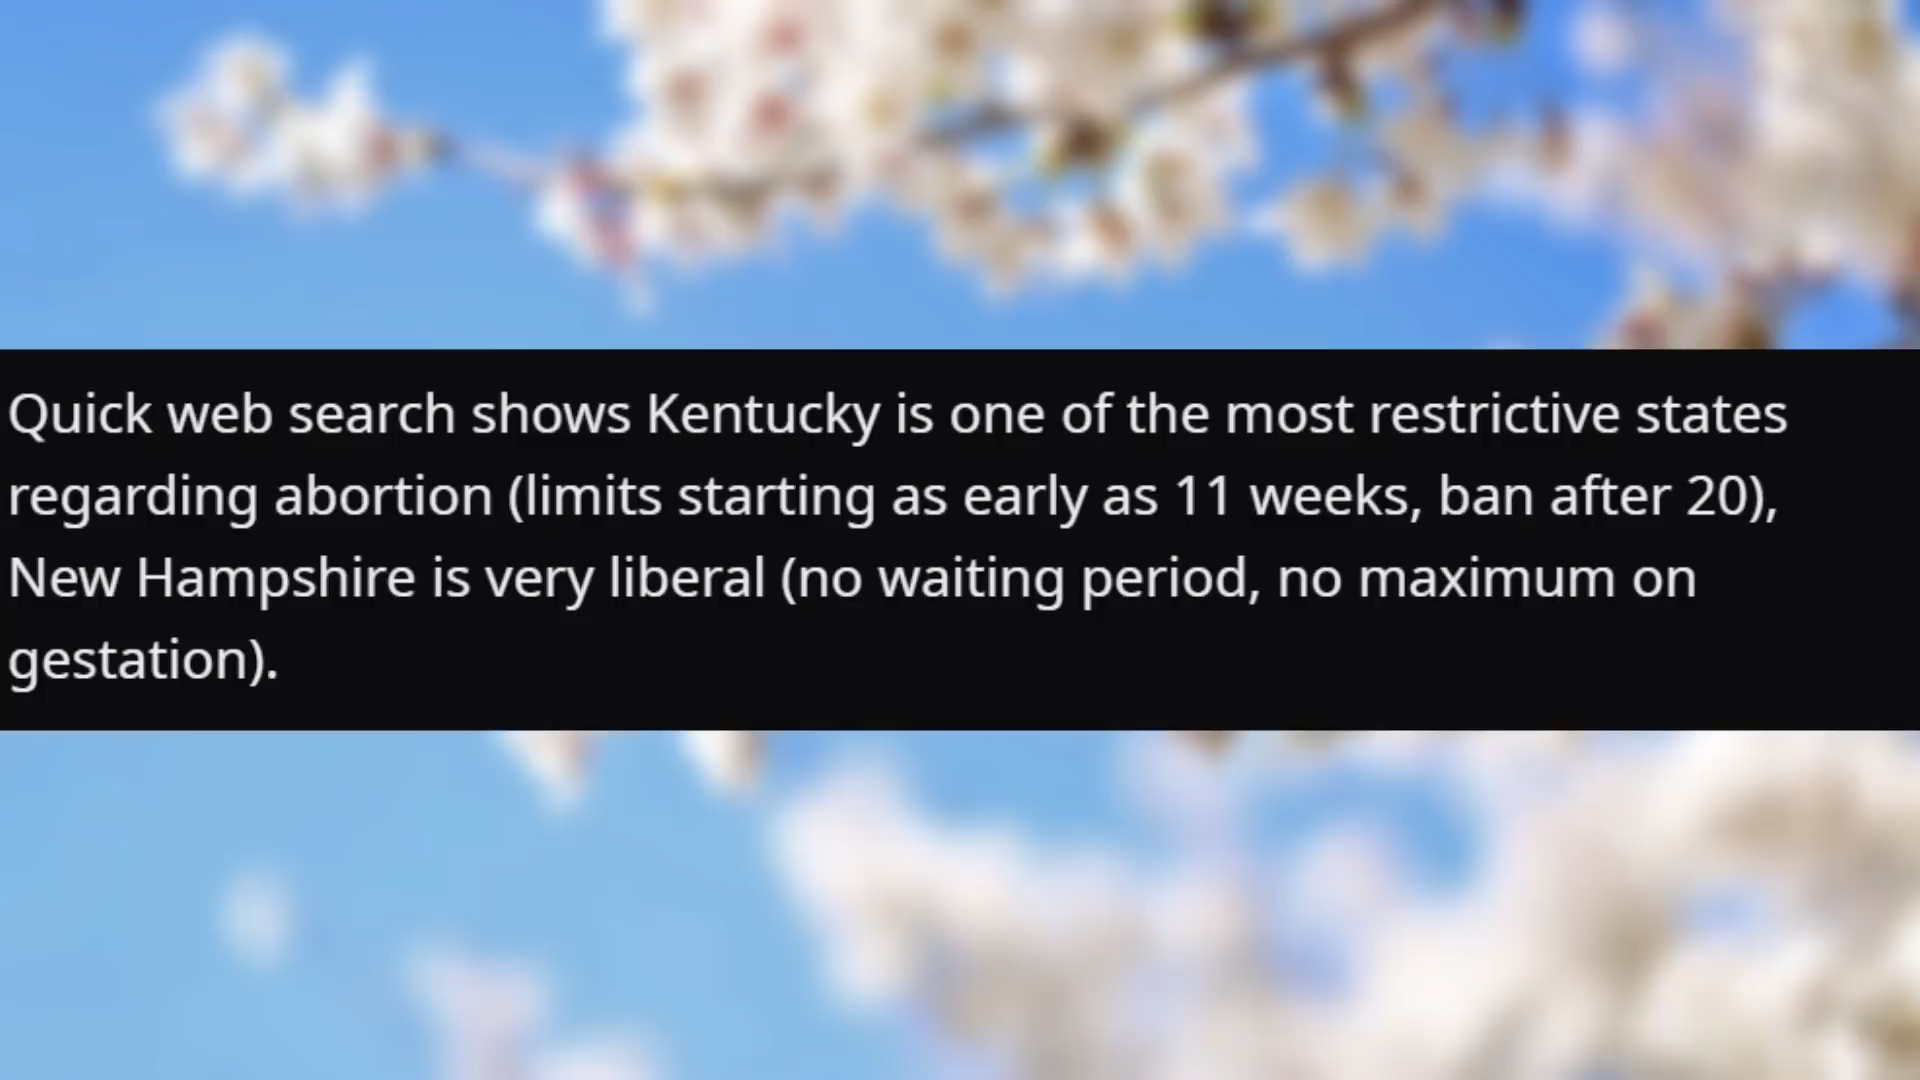 Quick web search shows Kentucky is one of the most restrictive states
regarding abortion (limits starting as early as 11 weeks, ban after 20),
New Hampshire is very liberal (no waiting period, no maximum on
gestation).